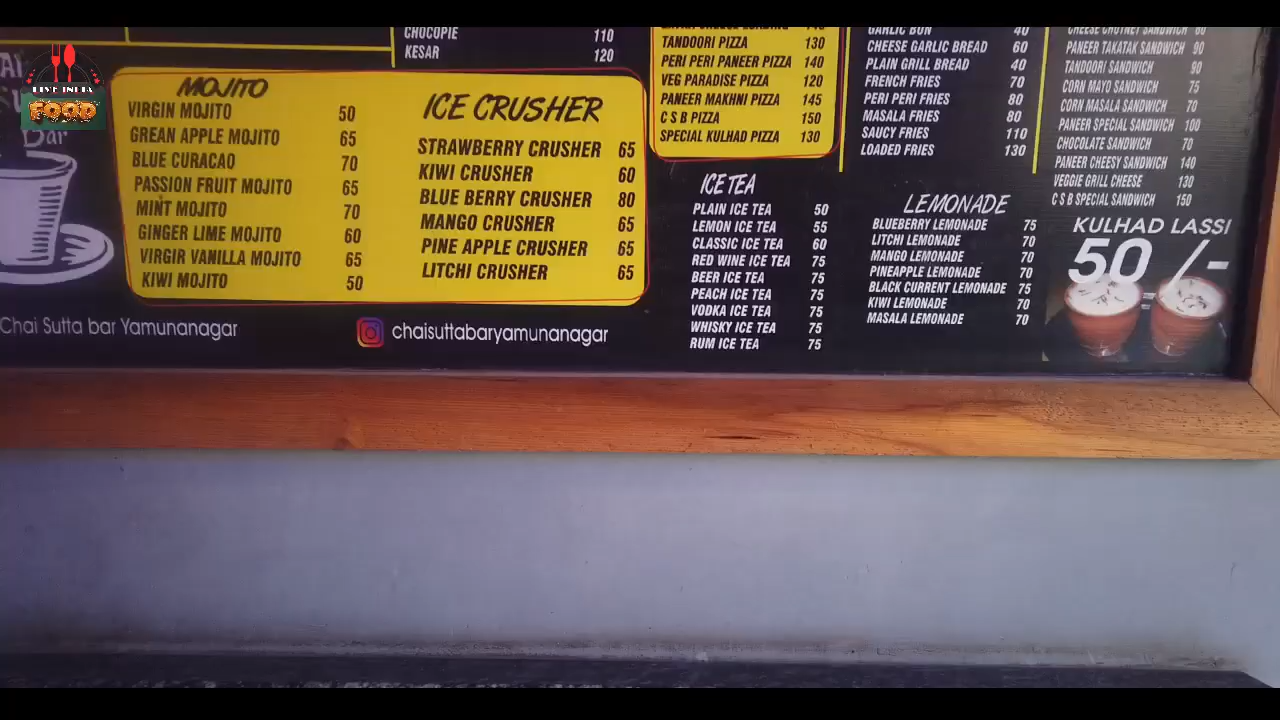 LIVE INDIA
FOOD
Bar
CHOCOPIE 110
KESAR 120
MOJITO
VIRGIN MOJITO 50
GREAN APPLE MOJITO 65
BLUE CURACAO 70
PASSION FRUIT MOJITO 65
MINT MOJITO 70
GINGER LIME MOJITO 60
VIRGIR VANILLA MOJITO 65
KIWI MOJITO 50
ICE CRUSHER
STRAWBERRY CRUSHER 65
KIWI CRUSHER 60
BLUE BERRY CRUSHER 80
MANGO CRUSHER 65
PINE APPLE CRUSHER 65
LITCHI CRUSHER 65
Chai Sutta bar Yamunanagar
chaisuttabaryamunanagar
TANDOORI PIZZA 130
PERI PERI PANEER PIZZA 140
VEG PARADISE PIZZA 120
PANEER MAKHNI PIZZA 145
C S B PIZZA 150
SPECIAL KULHAD PIZZA 130
ICE TEA
PLAIN ICE TEA 50
LEMON ICE TEA 55
CLASSIC ICE TEA 60
RED WINE ICE TEA 75
BEER ICE TEA 75
PEACH ICE TEA 75
VODKA ICE TEA 75
WHISKY ICE TEA 75
RUM ICE TEA 75
GARLIC BUN 40
CHEESE GARLIC BREAD 60
PLAIN GRILL BREAD 40
FRENCH FRIES 70
PERI PERI FRIES 80
MASALA FRIES 80
SAUCY FRIES 110
LOADED FRIES 130
LEMONADE
BLUEBERRY LEMONADE 75
LITCHI LEMONADE 70
MANGO LEMONADE 70
PINEAPPLE LEMONADE 70
BLACK CURRENT LEMONADE 75
KIWI LEMONADE 70
MASALA LEMONADE 70
CHEESE CHUTNEY SANDWICH 60
PANEER TAKATAK SANDWICH 90
TANDOORI SANDWICH 90
CORN MAYO SANDWICH 75
CORN MASALA SANDWICH 70
PANEER SPECIAL SANDWICH 100
CHOCOLATE SANDWICH 70
PANEER CHEESY SANDWICH 140
VEGGIE GRILL CHEESE 130
C S B SPECIAL SANDWICH 150
KULHAD LASSI
50 /-